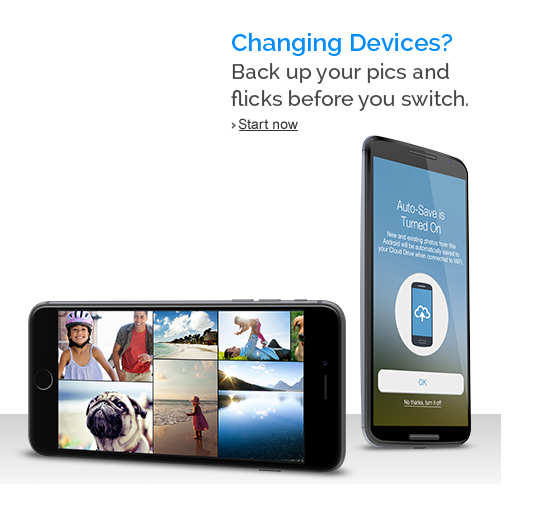 Changing Devices?
Back up your pics and
flicks before you switch.
› Start now
Auto-Save is
Turned On
New and existing photos from this
Android will be automatically saved to
your Cloud Drive when connected to WiFi.
OK
No thanks, turn it off